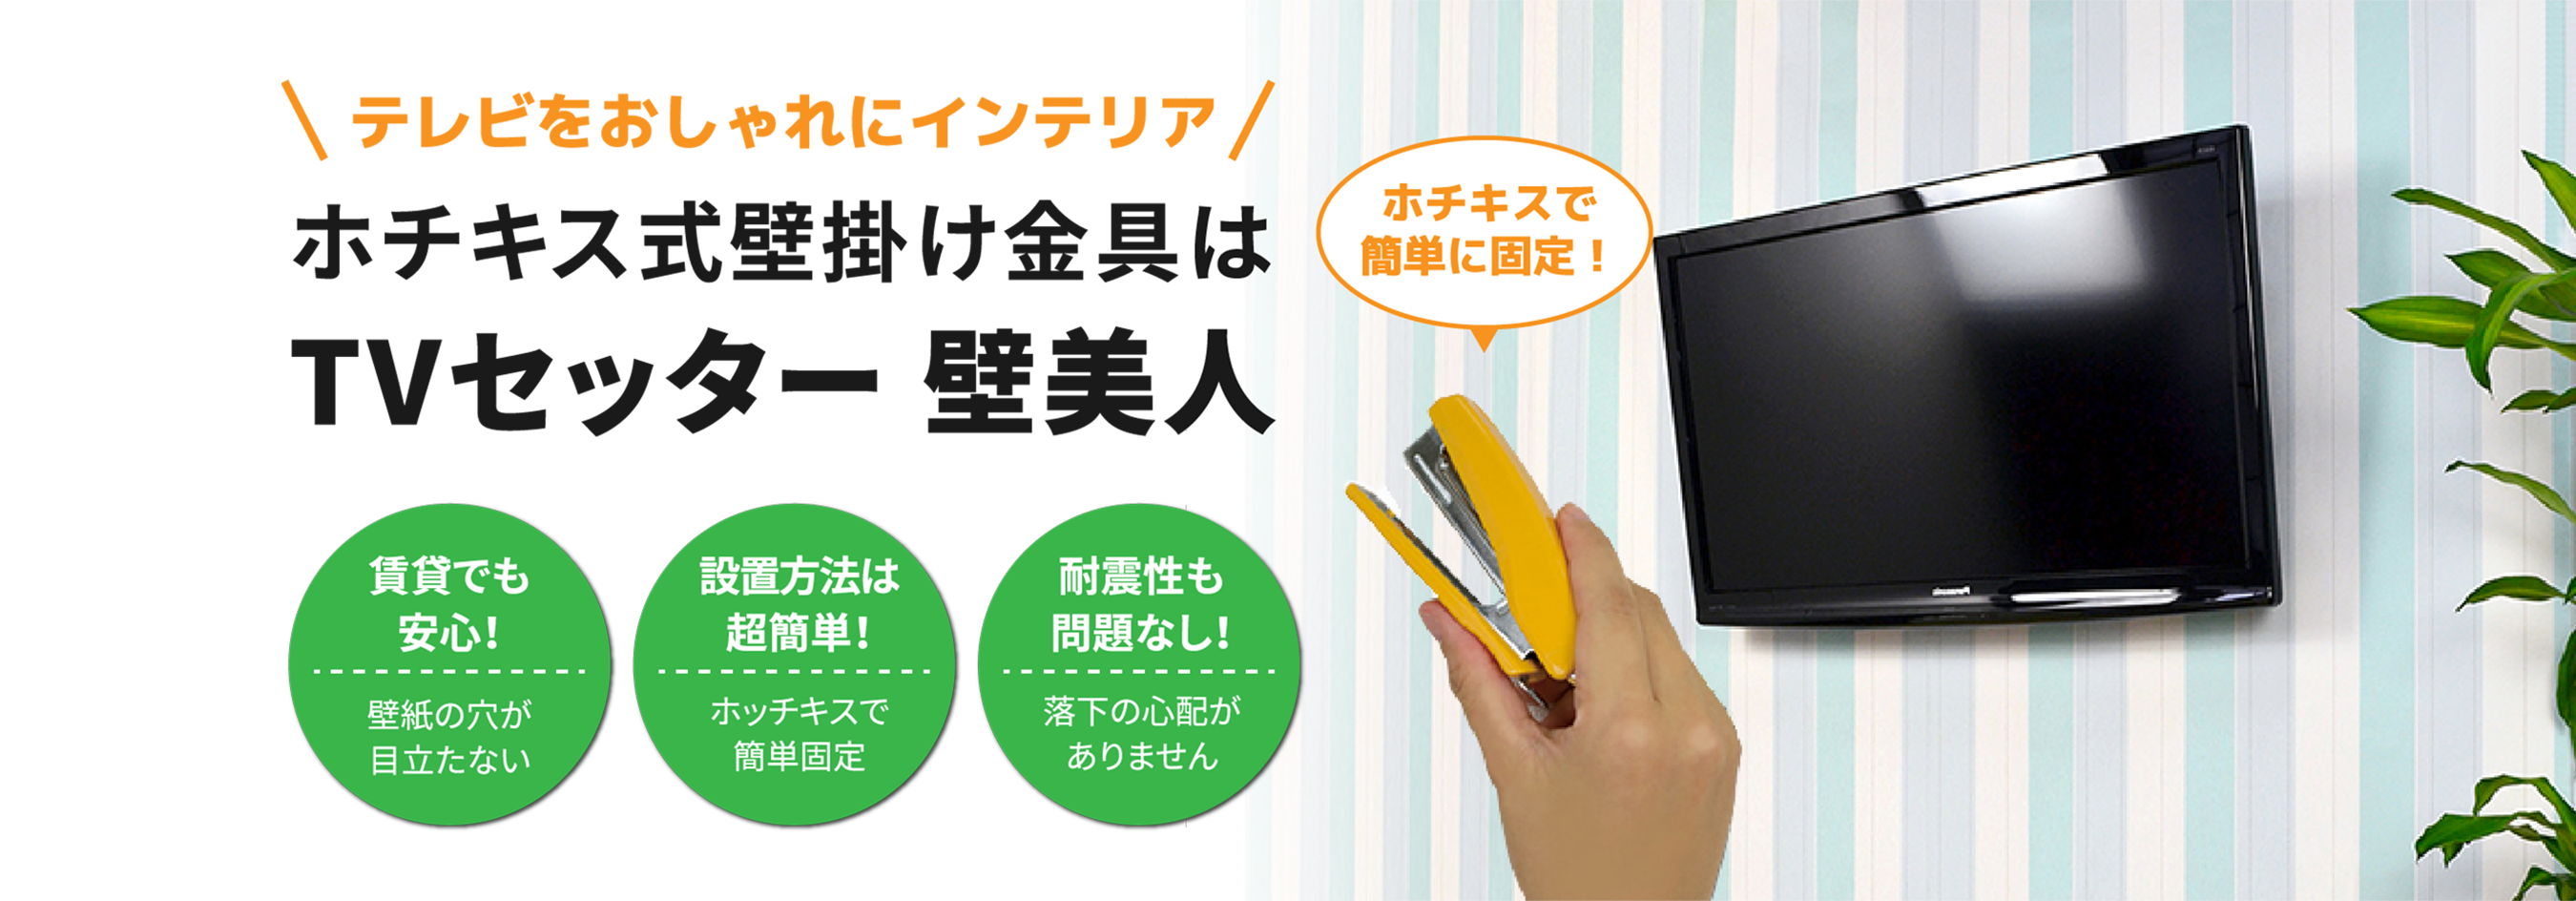 テレビをおしゃれにインテリア
ホチキス式壁掛け金具は
TVセッター 壁美人
賃貸でも
安心!
壁紙の穴が
目立たない
設置方法は
超簡単!
ホッチキスで
簡単固定
耐震性も
問題なし!
落下の心配が
ありません
ホチキスで
簡単に固定！